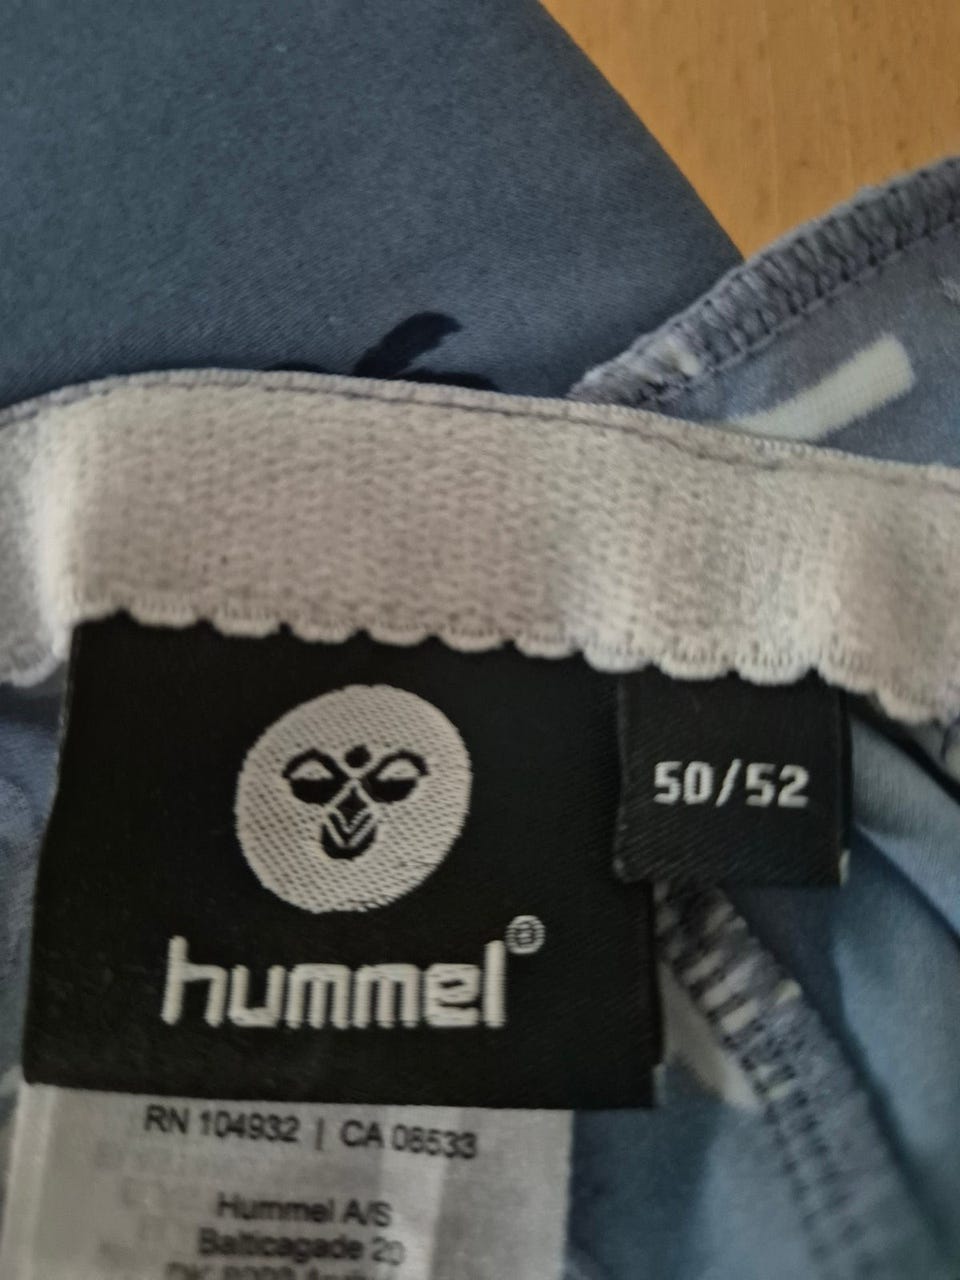 50/52
hummel®
RN 104932 | CA 08533
Hummel A/S
Balticagade 20